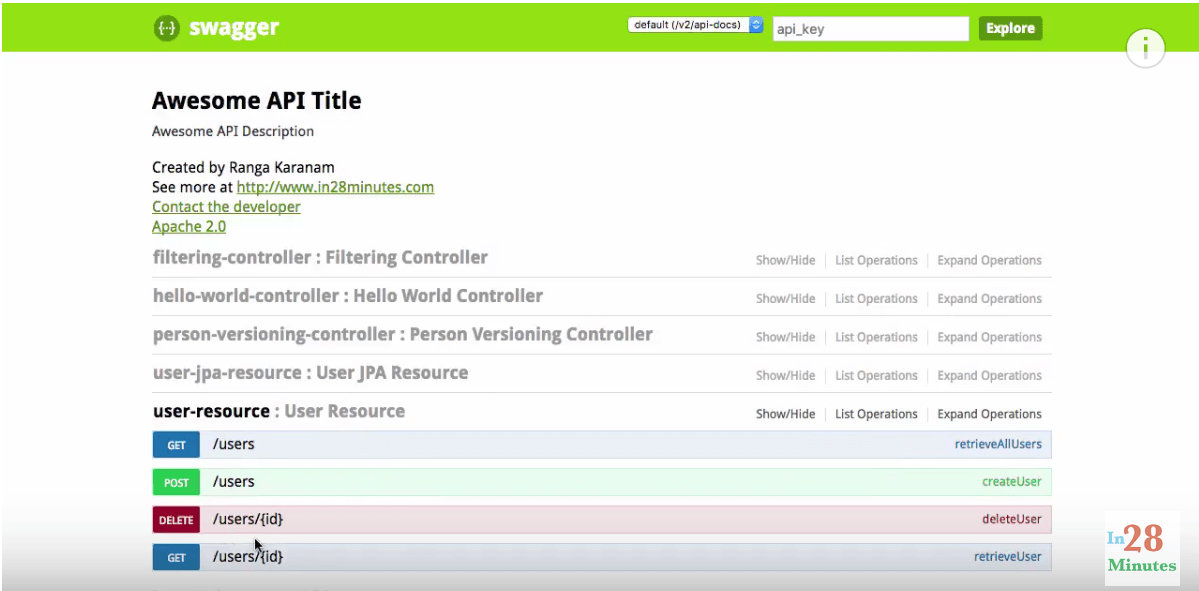 {··} swagger default (/v2/api-docs) api_key Explore
i
Awesome API Title
Awesome API Description
Created by Ranga Karanam
See more at http://www.in28minutes.com
Contact the developer
Apache 2.0
filtering-controller : Filtering Controller Show/Hide List Operations Expand Operations
hello-world-controller : Hello World Controller Show/Hide List Operations Expand Operations
person-versioning-controller : Person Versioning Controller Show/Hide List Operations Expand Operations
user-jpa-resource : User JPA Resource Show/Hide List Operations Expand Operations
user-resource : User Resource Show/Hide List Operations Expand Operations
GET /users retrieveAllUsers
POST /users createUser
DELETE /users/{id} deleteUser
GET /users/{id} retrieveUser
In28
Minutes